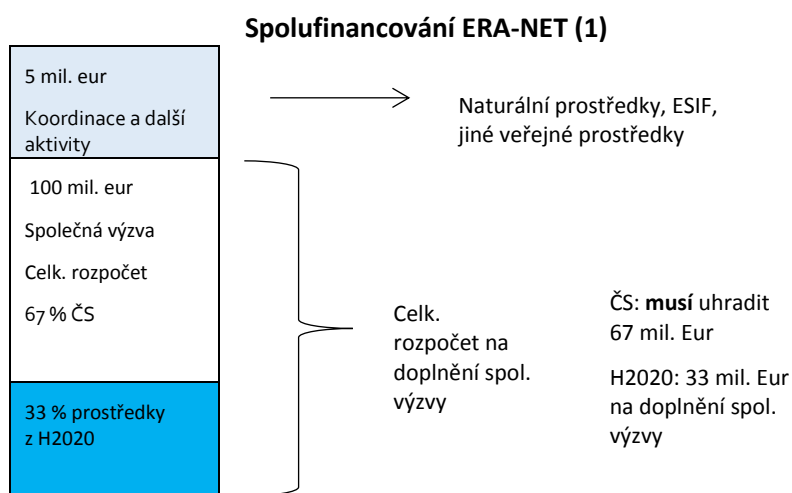 Spolufinancování ERA-NET (1)
5 mil. eur
Koordinace a další
aktivity
Naturální prostředky, ESIF,
jiné veřejné prostředky
100 mil. eur
Společná výzva
Celk. rozpočet
67 % ČS
33 % prostředky
z H2020
Celk.
rozpočet na
doplnění spol.
výzvy
ČS: musí uhradit
67 mil. Eur
H2020: 33 mil. Eur
na doplnění spol.
výzvy